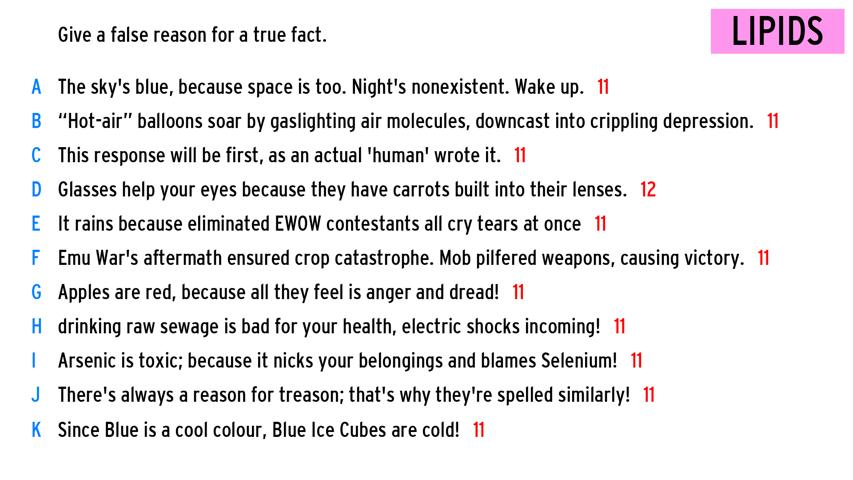 Give a false reason for a true fact.
LIPIDS
A The sky's blue, because space is too. Night's nonexistent. Wake up. 11
B “Hot-air” balloons soar by gaslighting air molecules, downcast into crippling depression. 11
C This response will be first, as an actual 'human' wrote it. 11
D Glasses help your eyes because they have carrots built into their lenses. 12
E It rains because eliminated EWOW contestants all cry tears at once 11
F Emu War's aftermath ensured crop catastrophe. Mob pilfered weapons, causing victory. 11
G Apples are red, because all they feel is anger and dread! 11
H drinking raw sewage is bad for your health, electric shocks incoming! 11
I Arsenic is toxic; because it nicks your belongings and blames Selenium! 11
J There's always a reason for treason; that's why they're spelled similarly! 11
K Since Blue is a cool colour, Blue Ice Cubes are cold! 11